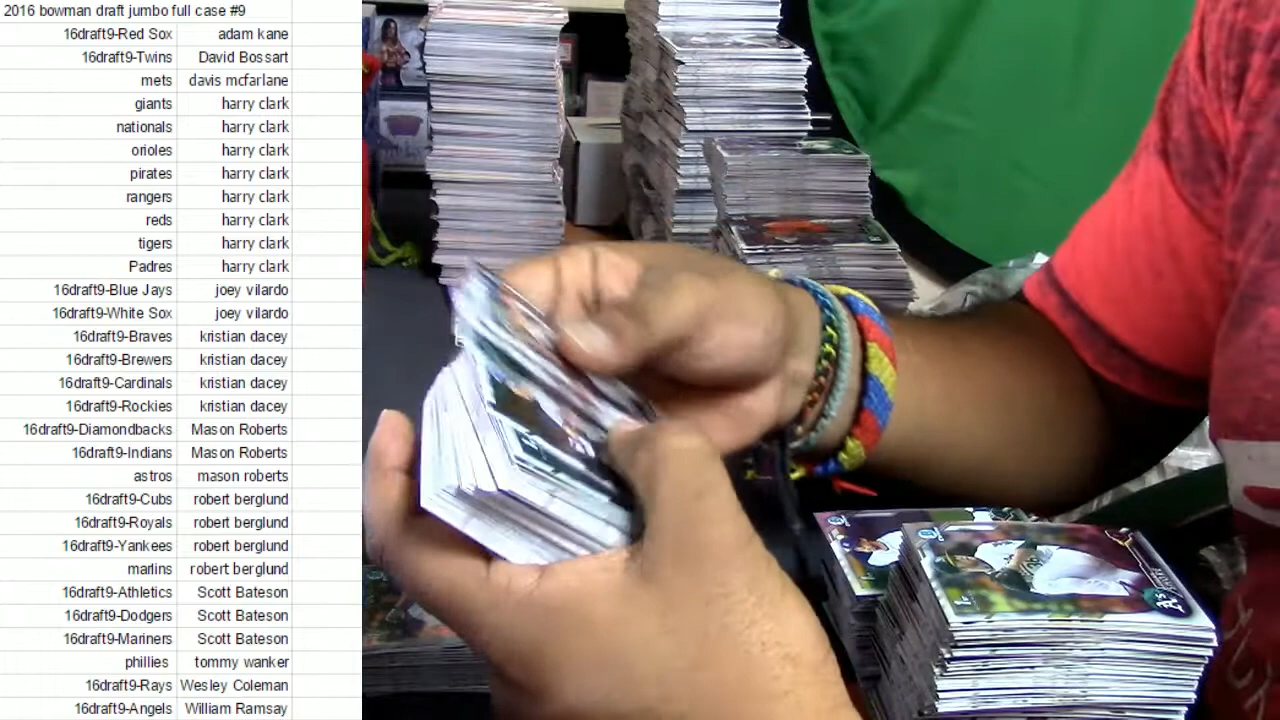 2016 bowman draft jumbo full case #9
16draft9-Red Sox adam kane
16draft9-Twins David Bossart
mets davis mcfarlane
giants harry clark
nationals harry clark
orioles harry clark
pirates harry clark
rangers harry clark
reds harry clark
tigers harry clark
Padres harry clark
16draft9-Blue Jays joey vilardo
16draft9-White Sox joey vilardo
16draft9-Braves kristian dacey
16draft9-Brewers kristian dacey
16draft9-Cardinals kristian dacey
16draft9-Rockies kristian dacey
16draft9-Diamondbacks Mason Roberts
16draft9-Indians Mason Roberts
astros mason roberts
16draft9-Cubs robert berglund
16draft9-Royals robert berglund
16draft9-Yankees robert berglund
marlins robert berglund
16draft9-Athletics Scott Bateson
16draft9-Dodgers Scott Bateson
16draft9-Mariners Scott Bateson
phillies tommy wanker
16draft9-Rays Wesley Coleman
16draft9-Angels William Ramsay
A's